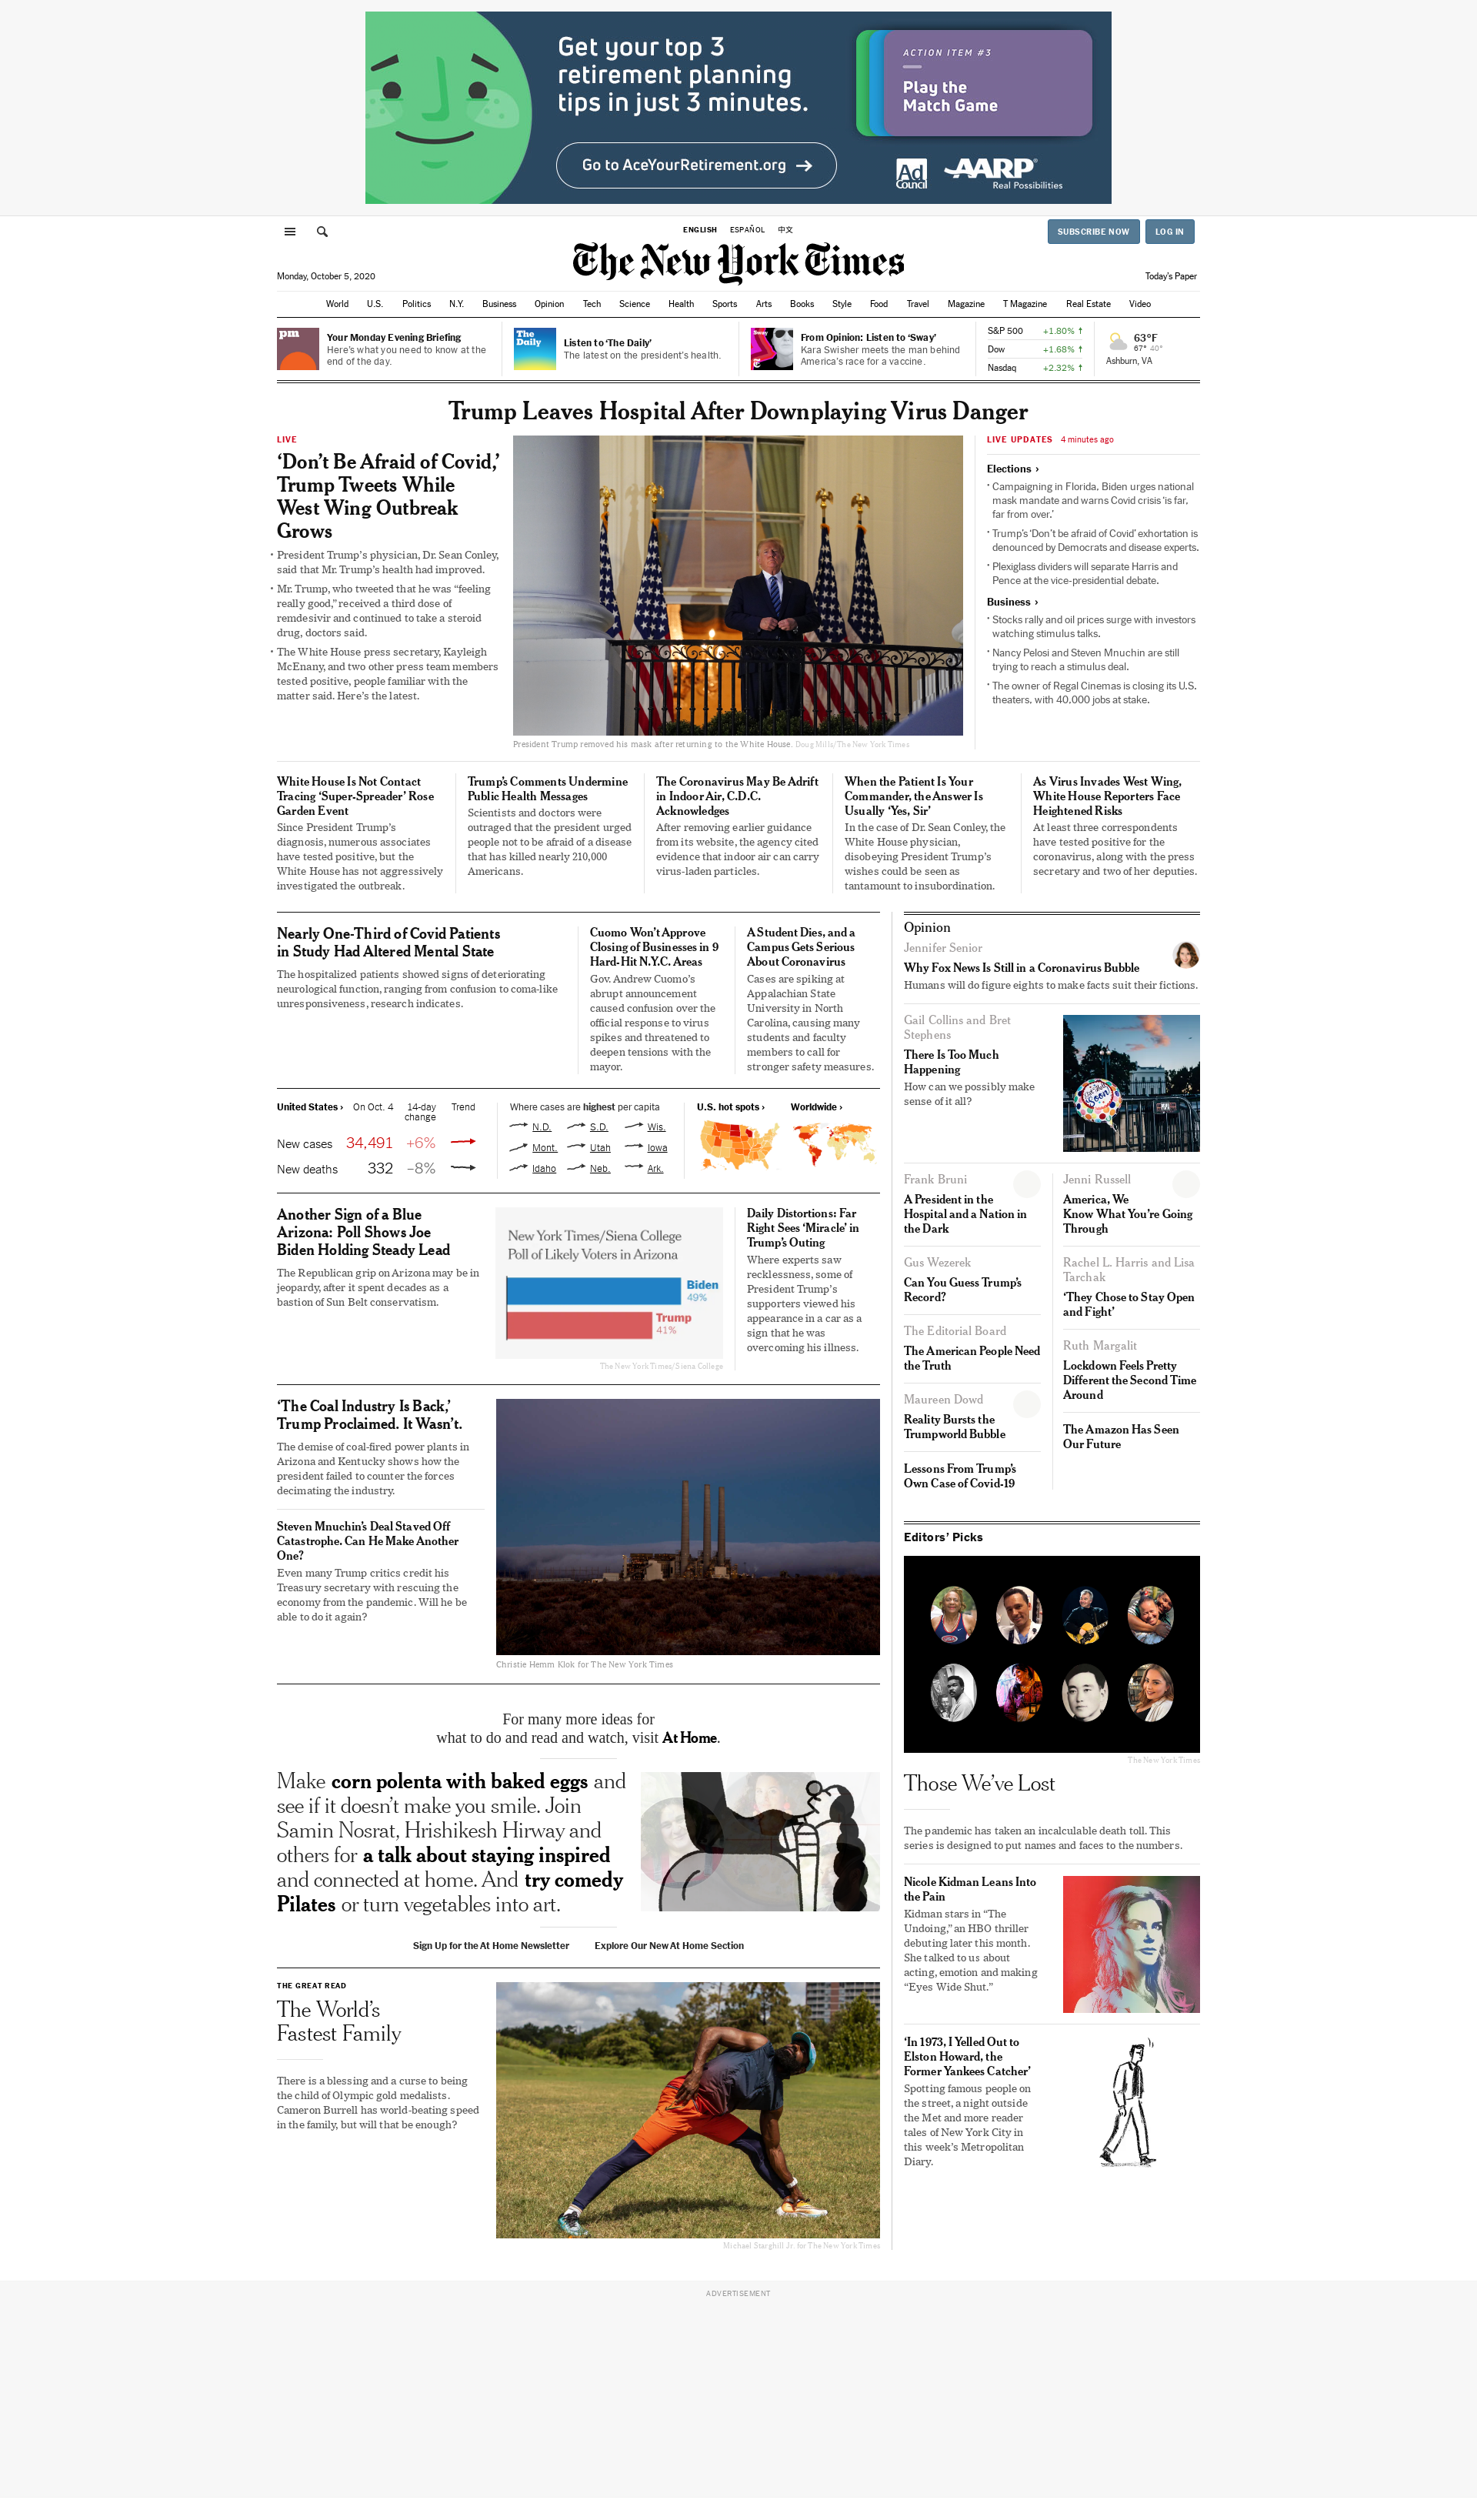 Get your top 3
retirement planning
tips in just 3 minutes.
Go to AceYourRetirement.org →
ACTION ITEM #3
Play the
Match Game
Ad
Council
AARP®
Real Possibilities
ENGLISH ESPAÑOL 中文
SUBSCRIBE NOW LOG IN
The New York Times
Monday, October 5, 2020
Today's Paper
World U.S. Politics N.Y. Business Opinion Tech Science Health Sports Arts Books Style Food Travel Magazine T Magazine Real Estate Video
pm
Your Monday Evening Briefing
Here's what you need to know at the
end of the day.
The
Daily
Listen to ‘The Daily’
The latest on the president's health.
Sway
From Opinion: Listen to ‘Sway’
Kara Swisher meets the man behind
America's race for a vaccine.
S&P 500 +1.80% ↑
Dow +1.68% ↑
Nasdaq +2.32% ↑
63°F
67° 40°
Ashburn, VA
Trump Leaves Hospital After Downplaying Virus Danger
LIVE
‘Don’t Be Afraid of Covid,’
Trump Tweets While
West Wing Outbreak
Grows
• President Trump’s physician, Dr. Sean Conley,
said that Mr. Trump’s health had improved.
• Mr. Trump, who tweeted that he was “feeling
really good,” received a third dose of
remdesivir and continued to take a steroid
drug, doctors said.
• The White House press secretary, Kayleigh
McEnany, and two other press team members
tested positive, people familiar with the
matter said. Here’s the latest.
President Trump removed his mask after returning to the White House. Doug Mills/The New York Times
LIVE UPDATES 4 minutes ago
Elections ›
• Campaigning in Florida, Biden urges national
mask mandate and warns Covid crisis ‘is far,
far from over.’
• Trump’s ‘Don’t be afraid of Covid’ exhortation is
denounced by Democrats and disease experts.
• Plexiglass dividers will separate Harris and
Pence at the vice-presidential debate.
Business ›
• Stocks rally and oil prices surge with investors
watching stimulus talks.
• Nancy Pelosi and Steven Mnuchin are still
trying to reach a stimulus deal.
• The owner of Regal Cinemas is closing its U.S.
theaters, with 40,000 jobs at stake.
White House Is Not Contact
Tracing ‘Super-Spreader’ Rose
Garden Event
Since President Trump’s
diagnosis, numerous associates
have tested positive, but the
White House has not aggressively
investigated the outbreak.
Trump’s Comments Undermine
Public Health Messages
Scientists and doctors were
outraged that the president urged
people not to be afraid of a disease
that has killed nearly 210,000
Americans.
The Coronavirus May Be Adrift
in Indoor Air, C.D.C.
Acknowledges
After removing earlier guidance
from its website, the agency cited
evidence that indoor air can carry
virus-laden particles.
When the Patient Is Your
Commander, the Answer Is
Usually ‘Yes, Sir’
In the case of Dr. Sean Conley, the
White House physician,
disobeying President Trump’s
wishes could be seen as
tantamount to insubordination.
As Virus Invades West Wing,
White House Reporters Face
Heightened Risks
At least three correspondents
have tested positive for the
coronavirus, along with the press
secretary and two of her deputies.
Nearly One-Third of Covid Patients
in Study Had Altered Mental State
The hospitalized patients showed signs of deteriorating
neurological function, ranging from confusion to coma-like
unresponsiveness, research indicates.
Cuomo Won’t Approve
Closing of Businesses in 9
Hard-Hit N.Y.C. Areas
Gov. Andrew Cuomo's
abrupt announcement
caused confusion over the
official response to virus
spikes and threatened to
deepen tensions with the
mayor.
A Student Dies, and a
Campus Gets Serious
About Coronavirus
Cases are spiking at
Appalachian State
University in North
Carolina, causing many
students and faculty
members to call for
stronger safety measures.
United States › On Oct. 4 14-day Trend
change
New cases 34,491 +6%
New deaths 332 –8%
Where cases are highest per capita
N.D. S.D. Wis.
Mont. Utah Iowa
Idaho Neb. Ark.
U.S. hot spots › Worldwide ›
Another Sign of a Blue
Arizona: Poll Shows Joe
Biden Holding Steady Lead
The Republican grip on Arizona may be in
jeopardy, after it spent decades as a
bastion of Sun Belt conservatism.
New York Times/Siena College
Poll of Likely Voters in Arizona
Biden
49%
Trump
41%
The New York Times/Siena College
Daily Distortions: Far
Right Sees ‘Miracle’ in
Trump’s Outing
Where experts saw
recklessness, some of
President Trump’s
supporters viewed his
appearance in a car as a
sign that he was
overcoming his illness.
‘The Coal Industry Is Back,’
Trump Proclaimed. It Wasn’t.
The demise of coal-fired power plants in
Arizona and Kentucky shows how the
president failed to counter the forces
decimating the industry.
Steven Mnuchin’s Deal Staved Off
Catastrophe. Can He Make Another
One?
Even many Trump critics credit his
Treasury secretary with rescuing the
economy from the pandemic. Will he be
able to do it again?
Christie Hemm Klok for The New York Times
For many more ideas for
what to do and read and watch, visit At Home.
Make corn polenta with baked eggs and
see if it doesn’t make you smile. Join
Samin Nosrat, Hrishikesh Hirway and
others for a talk about staying inspired
and connected at home. And try comedy
Pilates or turn vegetables into art.
Sign Up for the At Home Newsletter Explore Our New At Home Section
THE GREAT READ
The World’s
Fastest Family
There is a blessing and a curse to being
the child of Olympic gold medalists.
Cameron Burrell has world-beating speed
in the family, but will that be enough?
Michael Starghill Jr. for The New York Times
Opinion
Jennifer Senior
Why Fox News Is Still in a Coronavirus Bubble
Humans will do figure eights to make facts suit their fictions.
Gail Collins and Bret
Stephens
There Is Too Much
Happening
How can we possibly make
sense of it all?
Frank Bruni
A President in the
Hospital and a Nation in
the Dark
Gus Wezerek
Can You Guess Trump’s
Record?
The Editorial Board
The American People Need
the Truth
Maureen Dowd
Reality Bursts the
Trumpworld Bubble
Lessons From Trump’s
Own Case of Covid-19
Jenni Russell
America, We
Know What You’re Going
Through
Rachel L. Harris and Lisa
Tarchak
‘They Chose to Stay Open
and Fight’
Ruth Margalit
Lockdown Feels Pretty
Different the Second Time
Around
The Amazon Has Seen
Our Future
Editors’ Picks
The New York Times
Those We’ve Lost
The pandemic has taken an incalculable death toll. This
series is designed to put names and faces to the numbers.
Nicole Kidman Leans Into
the Pain
Kidman stars in “The
Undoing,” an HBO thriller
debuting later this month.
She talked to us about
acting, emotion and making
“Eyes Wide Shut.”
‘In 1973, I Yelled Out to
Elston Howard, the
Former Yankees Catcher’
Spotting famous people on
the street, a night outside
the Met and more reader
tales of New York City in
this week’s Metropolitan
Diary.
ADVERTISEMENT